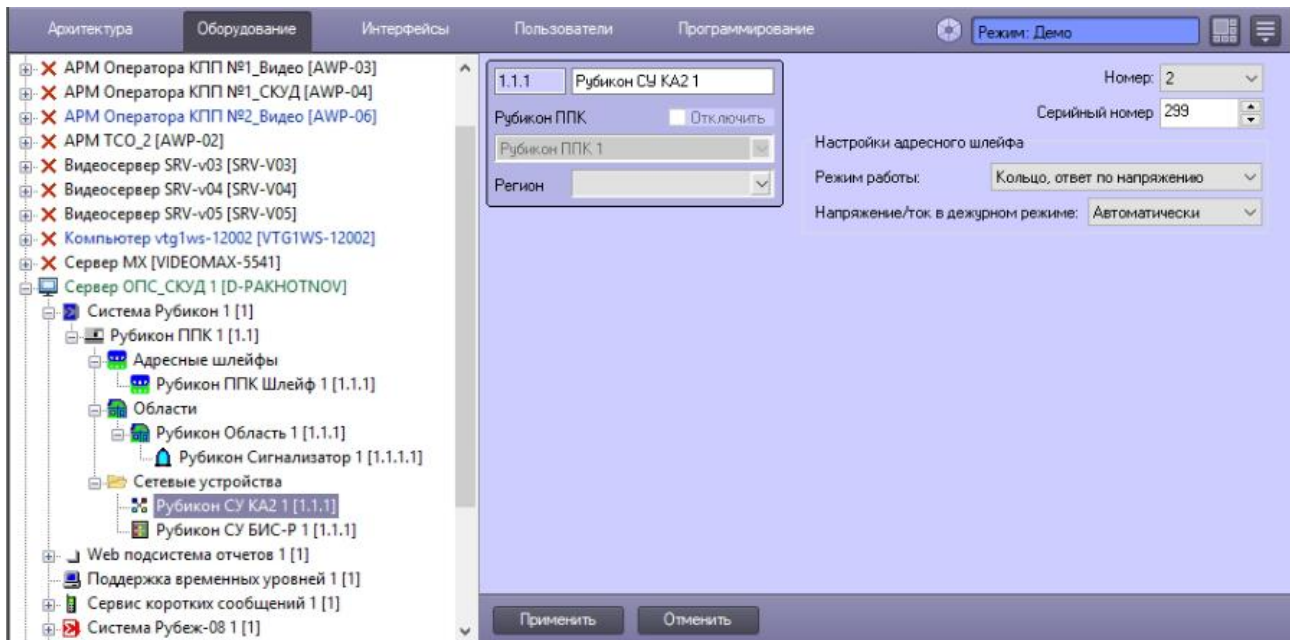 Архитектура Оборудование Интерфейсы Пользователи Программирование Режим: Демо
АРМ Оператора КПП №1_Видео [AWP-03]
АРМ Оператора КПП №1_СКУД [AWP-04]
АРМ Оператора КПП №2_Видео [AWP-06]
АРМ ТСО_2 [AWP-02]
Видеосервер SRV-v03 [SRV-V03]
Видеосервер SRV-v04 [SRV-V04]
Видеосервер SRV-v05 [SRV-V05]
Компьютер vtg1ws-12002 [VTG1WS-12002]
Сервер MX [VIDEOMAX-5541]
Сервер ОПС_СКУД 1 [D-PAKHOTNOV]
Система Рубикон 1 [1]
Рубикон ППК 1 [1.1]
Адресные шлейфы
Рубикон ППК Шлейф 1 [1.1.1]
Области
Рубикон Область 1 [1.1.1]
Рубикон Сигнализатор 1 [1.1.1.1]
Сетевые устройства
Рубикон СУ КА2 1 [1.1.1]
Рубикон СУ БИС-Р 1 [1.1.1]
Web подсистема отчетов 1 [1]
Поддержка временных уровней 1 [1]
Сервис коротких сообщений 1 [1]
Система Рубеж-08 1 [1]
1.1.1 Рубикон СУ КА2 1
Рубикон ППК Отключить
Рубикон ППК 1
Регион
Номер: 2
Серийный номер 299
Настройки адресного шлейфа
Режим работы: Кольцо, ответ по напряжению
Напряжение/ток в дежурном режиме: Автоматически
Применить Отменить